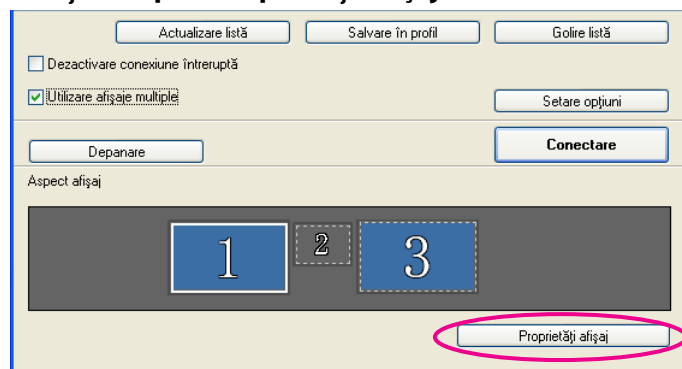 Actualizare listă Salvare în profil Golire listă
Dezactivare conexiune întreruptă
Utilizare afişaje multiple
Setare opţiuni
Depanare Conectare
Aspect afişaj
1 2 3
Proprietăţi afişaj